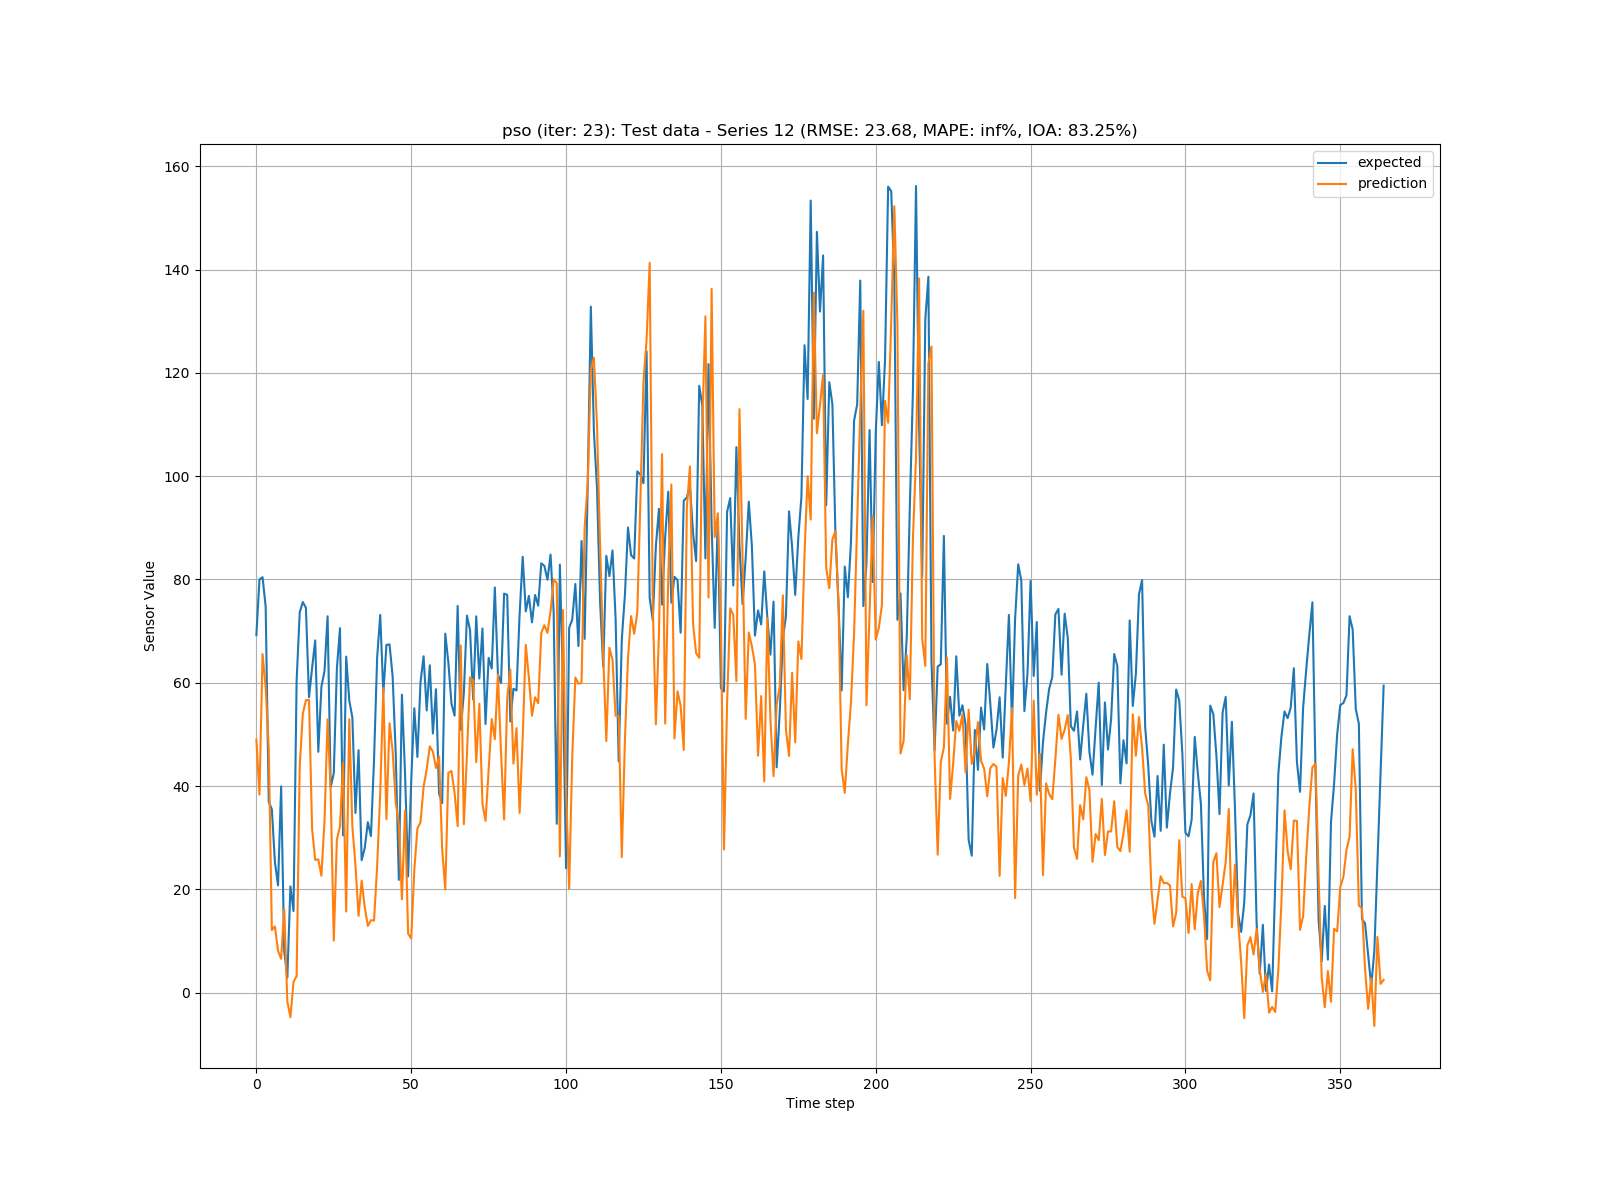 pso (iter: 23): Test data - Series 12 (RMSE: 23.68, MAPE: inf%, IOA: 83.25%)
expected
prediction
160
140
120
100
80
60
40
20
0
Sensor Value
0 50 100 150 200 250 300 350
Time step